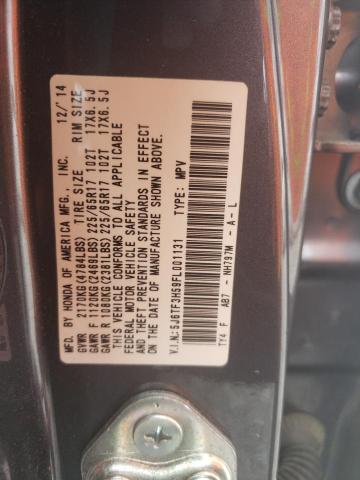 MFD. BY HONDA OF AMERICA MFG., INC. 12/'14
GVWR 2170KG(4784LBS) TIRE SIZE RIM SIZE
GAWR F 1120KG(2469LBS) 225/65R17 102T 17X6.5J
GAWR R 1080KG(2381LBS) 225/65R17 102T 17X6.5J
THIS VEHICLE CONFORMS TO ALL APPLICABLE
FEDERAL MOTOR VEHICLE SAFETY AND
THEFT PREVENTION STANDARDS IN EFFECT
ON THE DATE OF MANUFACTURE SHOWN ABOVE.
V.I.N.:5J6TF3H59FL001131 TYPE: MPV
TY4 F AB7 - NH797M - A - L